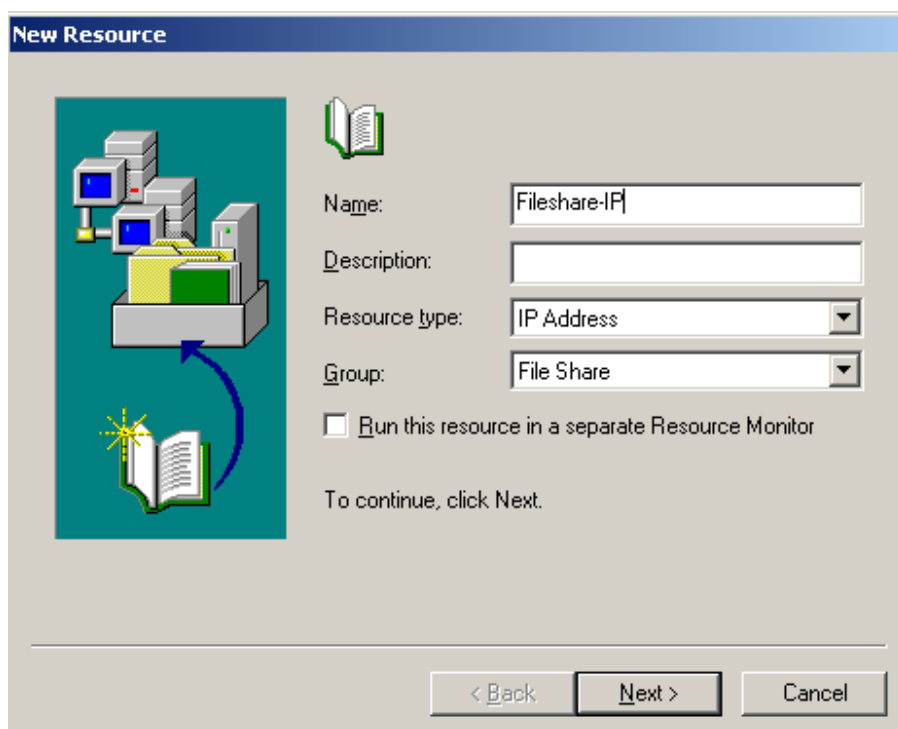 New Resource
Name: Fileshare-IP
Description:
Resource type: IP Address
Group: File Share
Run this resource in a separate Resource Monitor
To continue, click Next.
< Back Next > Cancel